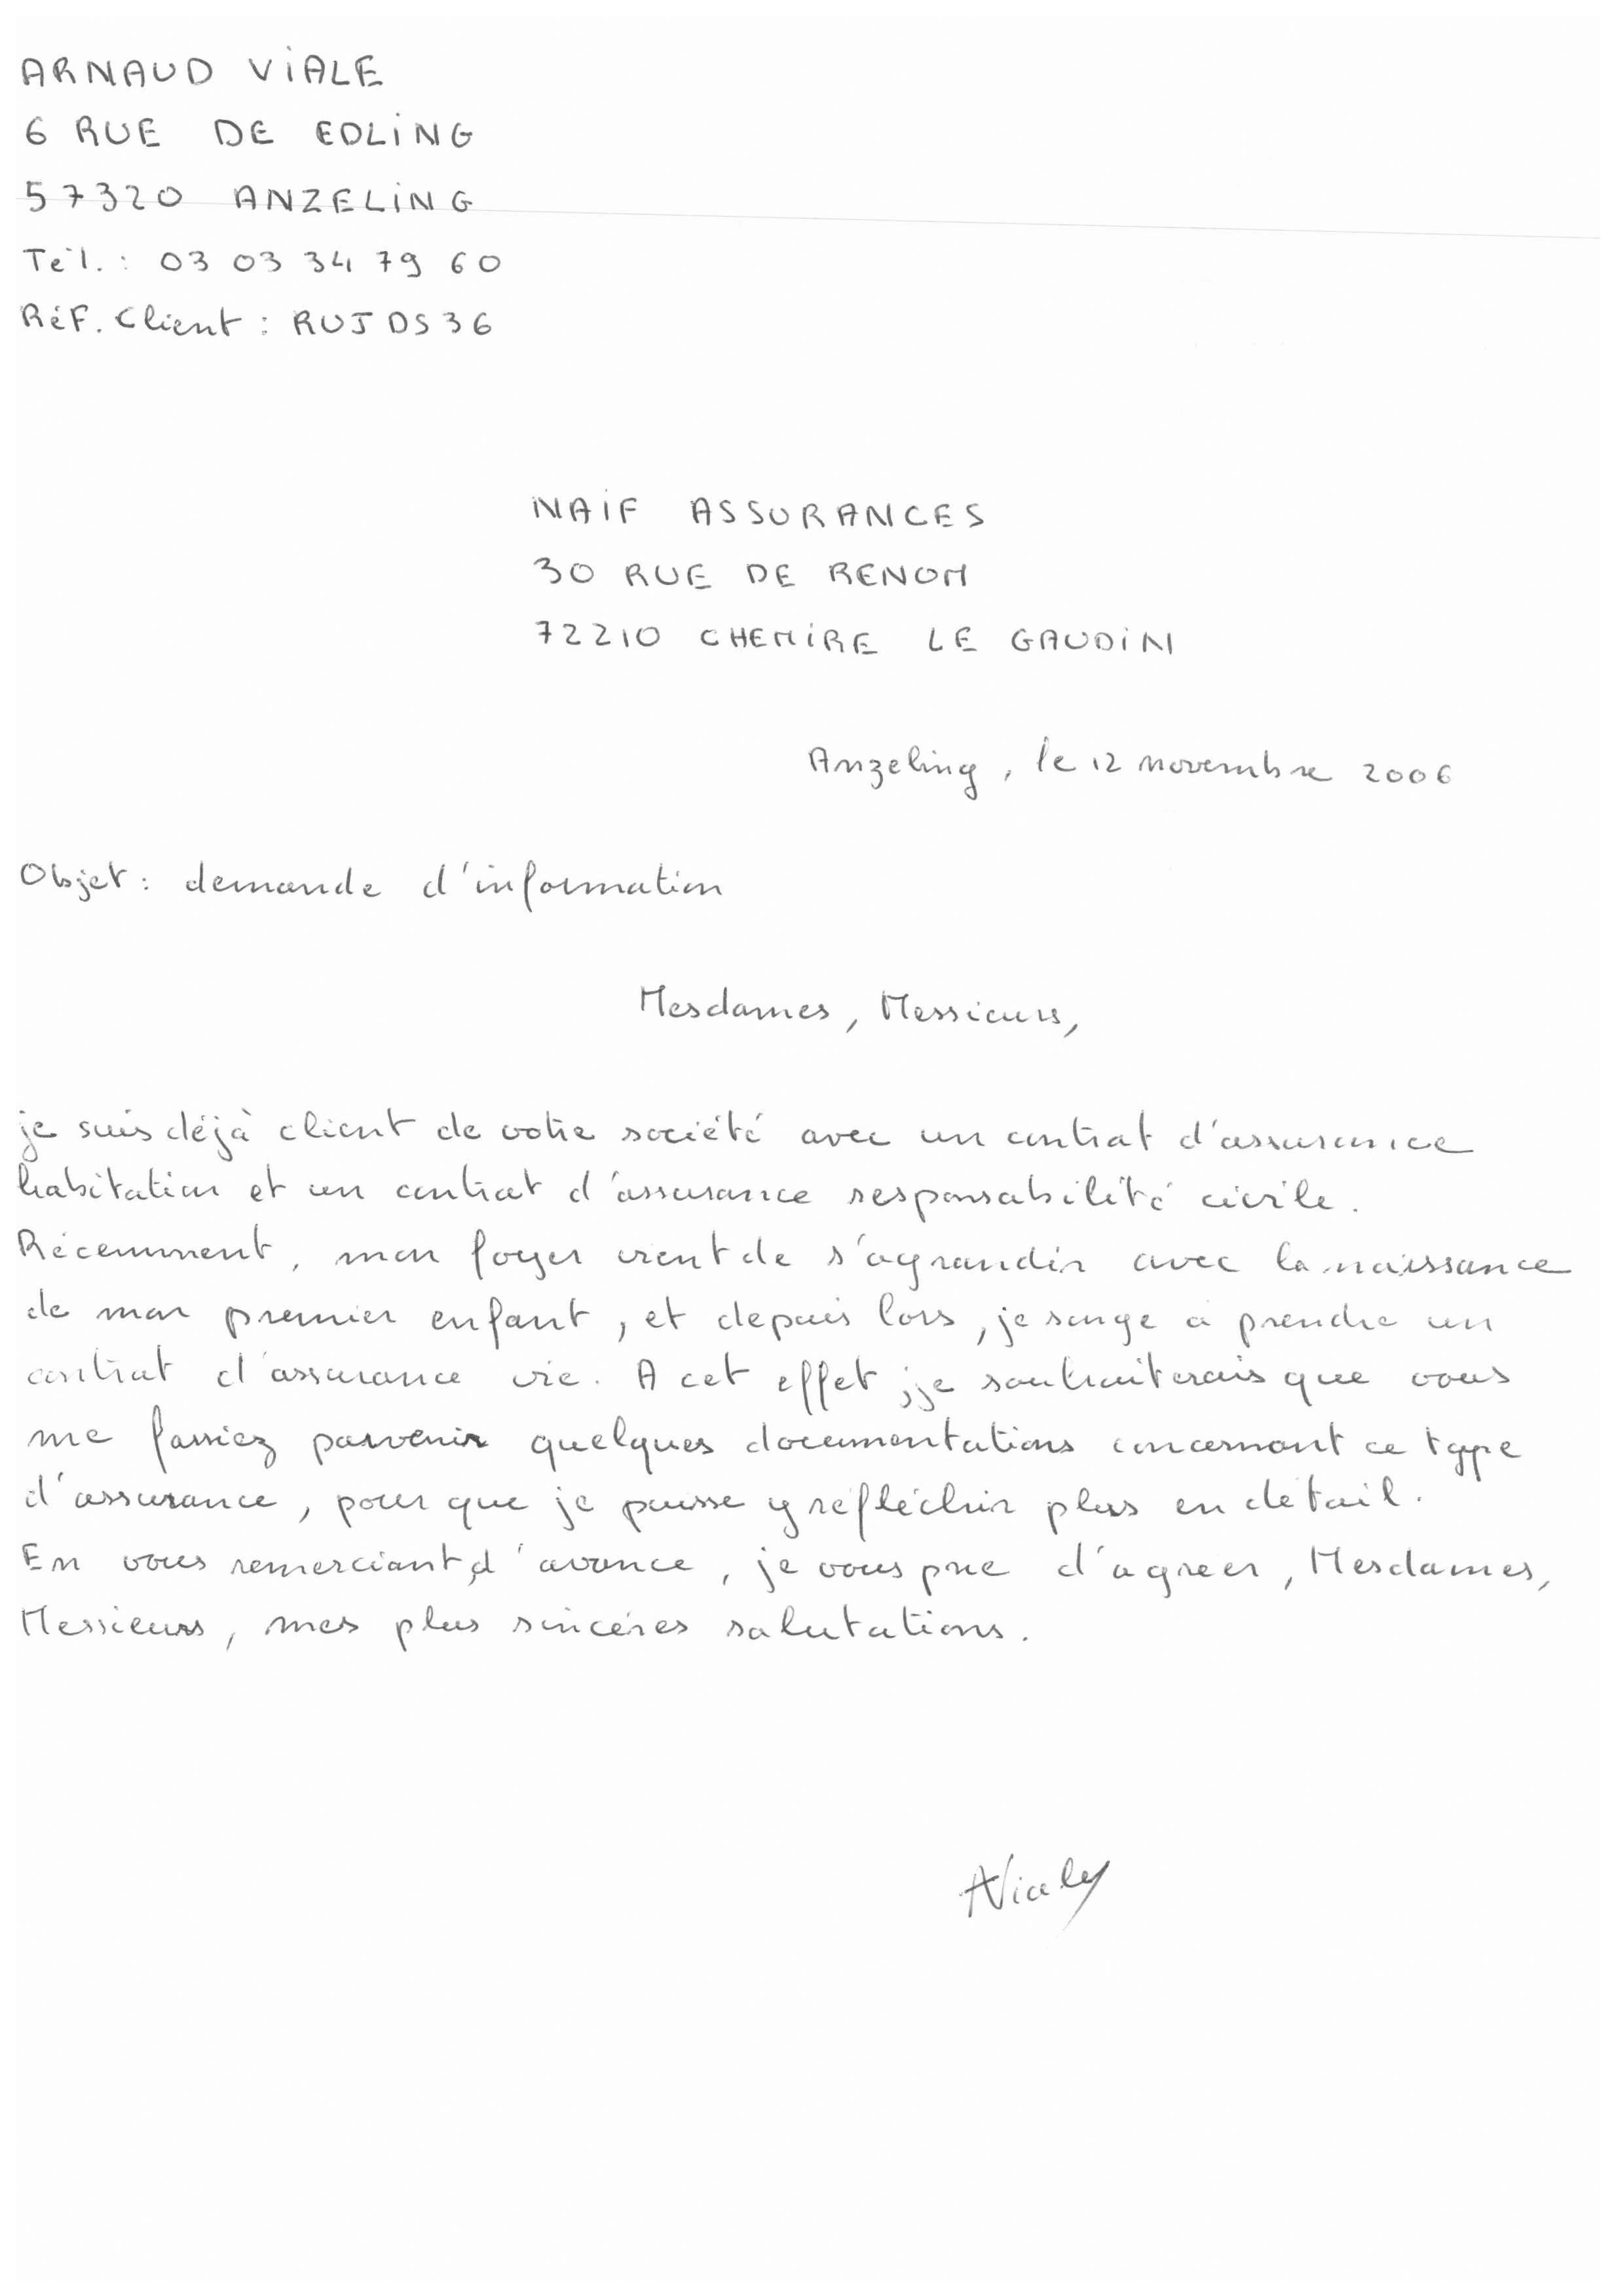 ARNAUD VIALE
6 RUE DE EDLING
57320 ANZELING
Tél. : 03 03 34 79 60
Réf. Client : RUJDS36
NAIF ASSURANCES
30 RUE DE RENOM
72210 CHEMIRE LE GAUDIN
Anzeling, le 12 novembre 2006
Objet : demande d'information
Mesdames, Messieurs,
je suis déjà client de votre société avec un contrat d'assurance
habitation et un contrat d'assurance responsabilité civile.
Récemment, mon foyer vient de s'agrandir avec la naissance
de mon premier enfant, et depuis lors, je songe à prendre un
contrat d'assurance vie. A cet effet, je souhaiterais que vous
me fassiez parvenir quelques documentations concernant ce type
d'assurance, pour que je puisse y réfléchir plus en détail.
En vous remerciant d'avance, je vous prie d'agréer, Mesdames,
Messieurs, mes plus sincères salutations.
AViale